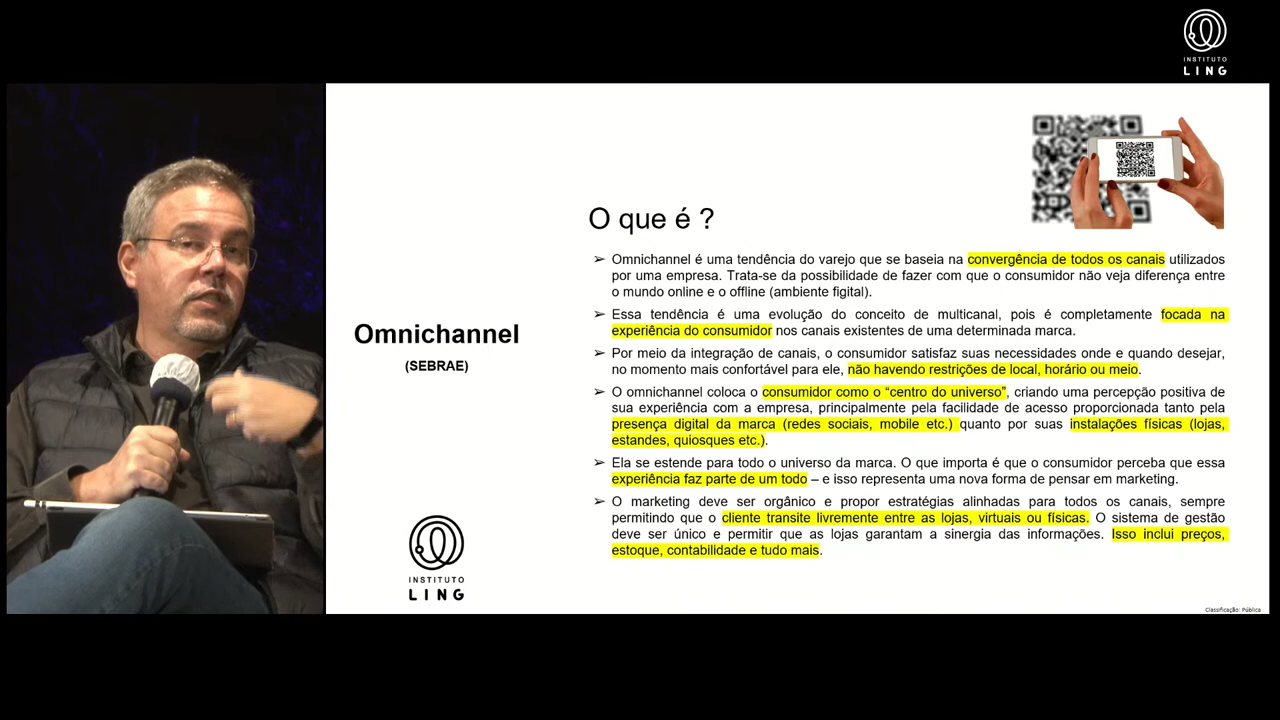 INSTITUTO
LING
O que é ?
Omnichannel
(SEBRAE)
➢ Omnichannel é uma tendência do varejo que se baseia na convergência de todos os canais utilizados
por uma empresa. Trata-se da possibilidade de fazer com que o consumidor não veja diferença entre
o mundo online e o offline (ambiente figital).
➢ Essa tendência é uma evolução do conceito de multicanal, pois é completamente focada na
experiência do consumidor nos canais existentes de uma determinada marca.
➢ Por meio da integração de canais, o consumidor satisfaz suas necessidades onde e quando desejar,
no momento mais confortável para ele, não havendo restrições de local, horário ou meio.
➢ O omnichannel coloca o consumidor como o “centro do universo”, criando uma percepção positiva de
sua experiência com a empresa, principalmente pela facilidade de acesso proporcionada tanto pela
presença digital da marca (redes sociais, mobile etc.) quanto por suas instalações físicas (lojas,
estandes, quiosques etc.).
➢ Ela se estende para todo o universo da marca. O que importa é que o consumidor perceba que essa
experiência faz parte de um todo – e isso representa uma nova forma de pensar em marketing.
➢ O marketing deve ser orgânico e propor estratégias alinhadas para todos os canais, sempre
permitindo que o cliente transite livremente entre as lojas, virtuais ou físicas. O sistema de gestão
deve ser único e permitir que as lojas garantam a sinergia das informações. Isso inclui preços,
estoque, contabilidade e tudo mais.
INSTITUTO
LING
Classificação: Pública